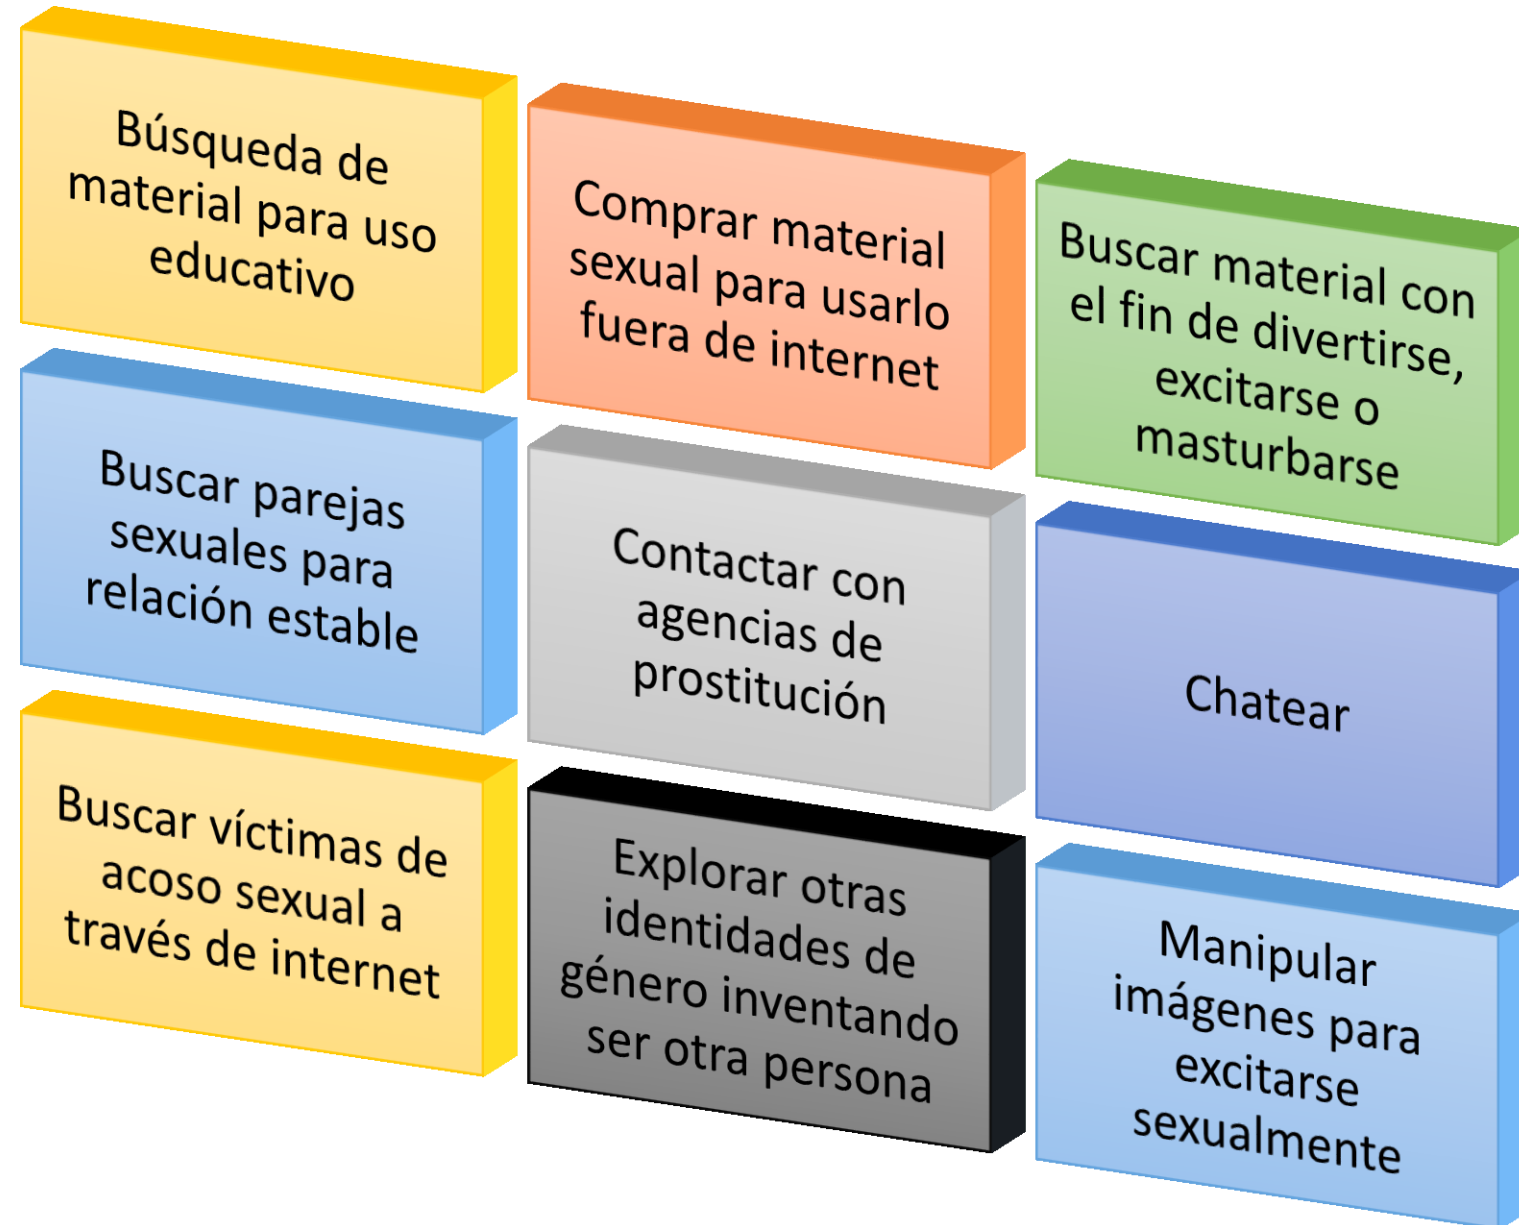 Búsqueda de
material para uso
educativo
Comprar material
sexual para usarlo
fuera de internet
Buscar material con
el fin de divertirse,
excitarse o
masturbarse
Buscar parejas
sexuales para
relación estable
Contactar con
agencias de
prostitución
Chatear
Buscar víctimas de
acoso sexual a
través de internet
Explorar otras
identidades de
género inventando
ser otra persona
Manipular
imágenes para
excitarse
sexualmente